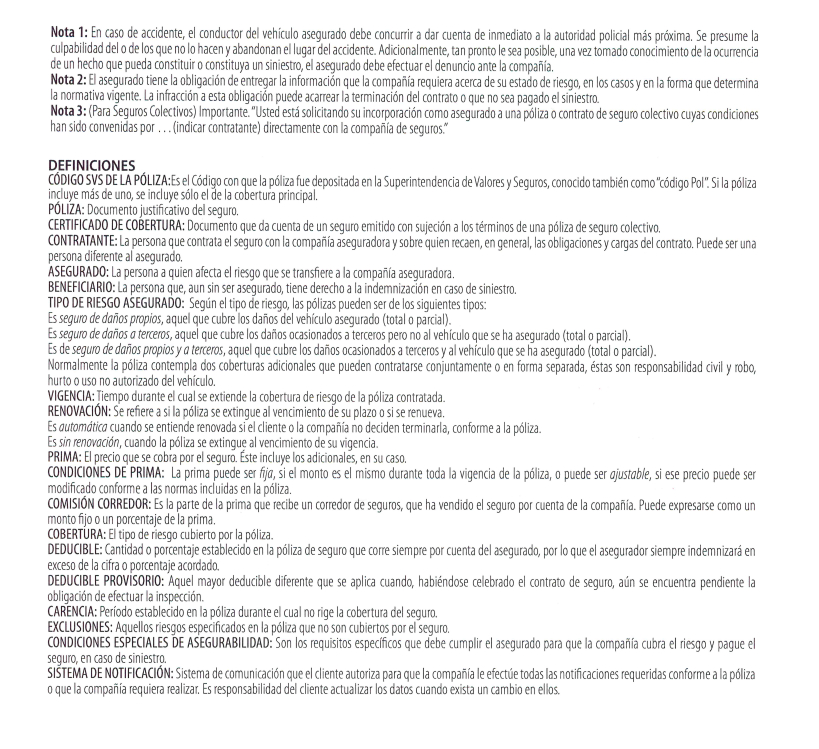 Nota 1: En caso de accidente, el conductor del vehículo asegurado debe concurrir a dar cuenta de inmediato a la autoridad policial más próxima. Se presume la
culpabilidad del o de los que no lo hacen y abandonan el lugar del accidente. Adicionalmente, tan pronto le sea posible, una vez tomado conocimiento de la ocurrencia
de un hecho que pueda constituir o constituya un siniestro, el asegurado debe efectuar el denuncio ante la compañía.
Nota 2: El asegurado tiene la obligación de entregar la información que la compañía requiera acerca de su estado de riesgo, en los casos y en la forma que determina
la normativa vigente. La infracción a esta obligación puede acarrear la terminación del contrato o que no sea pagado el siniestro.
Nota 3: (Para Seguros Colectivos) Importante. "Usted está solicitando su incorporación como asegurado a una póliza o contrato de seguro colectivo cuyas condiciones
han sido convenidas por ... (indicar contratante) directamente con la compañía de seguros."
DEFINICIONES
CÓDIGO SVS DE LA PÓLIZA:Es el Código con que la póliza fue depositada en la Superintendencia de Valores y Seguros, conocido también como "código Pol". Si la póliza
incluye más de uno, se incluye sólo el de la cobertura principal.
PÓLIZA: Documento justificativo del seguro.
CERTIFICADO DE COBERTURA: Documento que da cuenta de un seguro emitido con sujeción a los términos de una póliza de seguro colectivo.
CONTRATANTE: La persona que contrata el seguro con la compañía aseguradora y sobre quien recaen, en general, las obligaciones y cargas del contrato. Puede ser una
persona diferente al asegurado.
ASEGURADO: La persona a quien afecta el riesgo que se transfiere a la compañía aseguradora.
BENEFICIARIO: La persona que, aun sin ser asegurado, tiene derecho a la indemnización en caso de siniestro.
TIPO DE RIESGO ASEGURADO: Según el tipo de riesgo, las pólizas pueden ser de los siguientes tipos:
Es seguro de daños propios, aquel que cubre los daños del vehículo asegurado (total o parcial).
Es seguro de daños a terceros, aquel que cubre los daños ocasionados a terceros pero no al vehículo que se ha asegurado (total o parcial).
Es de seguro de daños propios y a terceros, aquel que cubre los daños ocasionados a terceros y al vehículo que se ha asegurado (total o parcial).
Normalmente la póliza contempla dos coberturas adicionales que pueden contratarse conjuntamente o en forma separada, éstas son responsabilidad civil y robo,
hurto o uso no autorizado del vehículo.
VIGENCIA: Tiempo durante el cual se extiende la cobertura de riesgo de la póliza contratada.
RENOVACIÓN: Se refiere a si la póliza se extingue al vencimiento de su plazo o si se renueva.
Es automática cuando se entiende renovada si el cliente o la compañía no deciden terminarla, conforme a la póliza.
Es sin renovación, cuando la póliza se extingue al vencimiento de su vigencia.
PRIMA: El precio que se cobra por el seguro. Éste incluye los adicionales, en su caso.
CONDICIONES DE PRIMA: La prima puede ser fija, si el monto es el mismo durante toda la vigencia de la póliza, o puede ser ajustable, si ese precio puede ser
modificado conforme a las normas incluidas en la póliza.
COMISIÓN CORREDOR: Es la parte de la prima que recibe un corredor de seguros, que ha vendido el seguro por cuenta de la compañía. Puede expresarse como un
monto fijo o un porcentaje de la prima.
COBERTURA: El tipo de riesgo cubierto por la póliza.
DEDUCIBLE: Cantidad o porcentaje establecido en la póliza de seguro que corre siempre por cuenta del asegurado, por lo que el asegurador siempre indemnizará en
exceso de la cifra o porcentaje acordado.
DEDUCIBLE PROVISORIO: Aquel mayor deducible diferente que se aplica cuando, habiéndose celebrado el contrato de seguro, aún se encuentra pendiente la
obligación de efectuar la inspección.
CARENCIA: Período establecido en la póliza durante el cual no rige la cobertura del seguro.
EXCLUSIONES: Aquellos riesgos especificados en la póliza que no son cubiertos por el seguro.
CONDICIONES ESPECIALES DE ASEGURABILIDAD: Son los requisitos específicos que debe cumplir el asegurado para que la compañía cubra el riesgo y pague el
seguro, en caso de siniestro.
SISTEMA DE NOTIFICACIÓN: Sistema de comunicación que el cliente autoriza para que la compañía le efectúe todas las notificaciones requeridas conforme a la póliza
o que la compañía requiera realizar. Es responsabilidad del cliente actualizar los datos cuando exista un cambio en ellos.